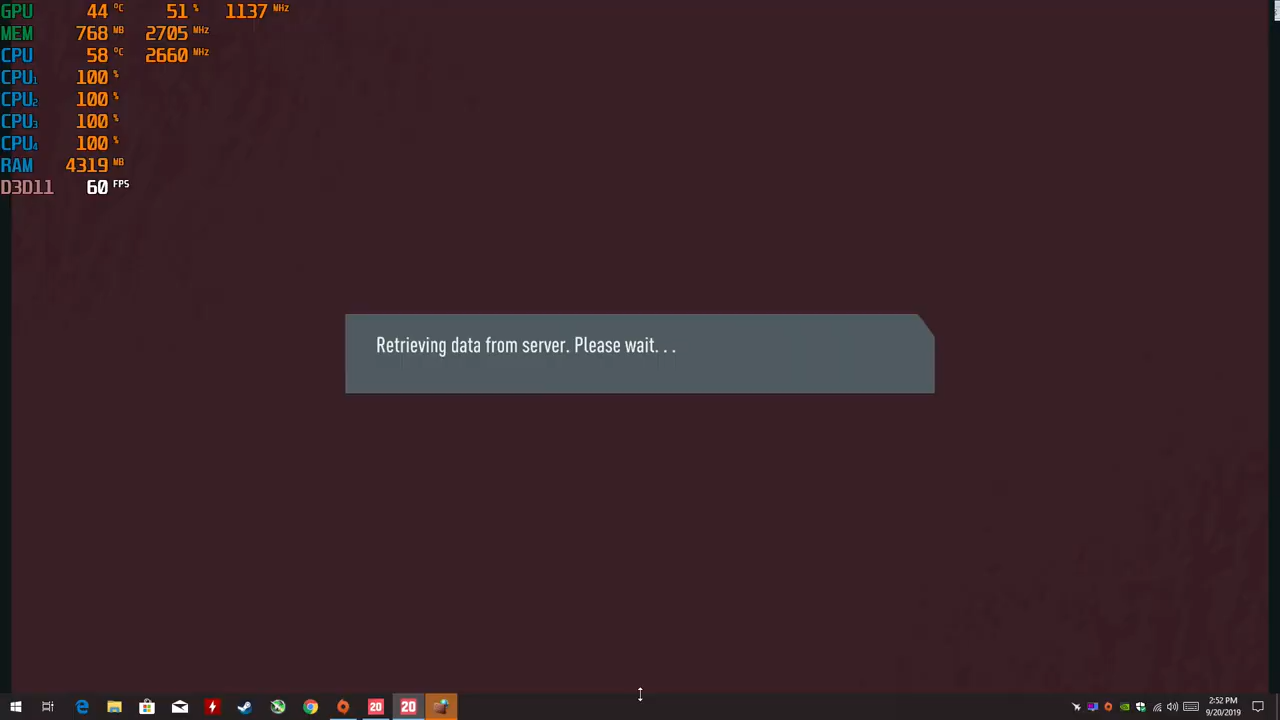 GPU 44 °C 51 % 1137 MHz
MEM 768 MB 2705 MHz
CPU 58 °C 2660 MHz
CPU1 100 %
CPU2 100 %
CPU3 100 %
CPU4 100 %
RAM 4319 MB
D3D11 60 FPS
Retrieving data from server. Please wait. . .
20
20
2:52 PM
9/20/2019